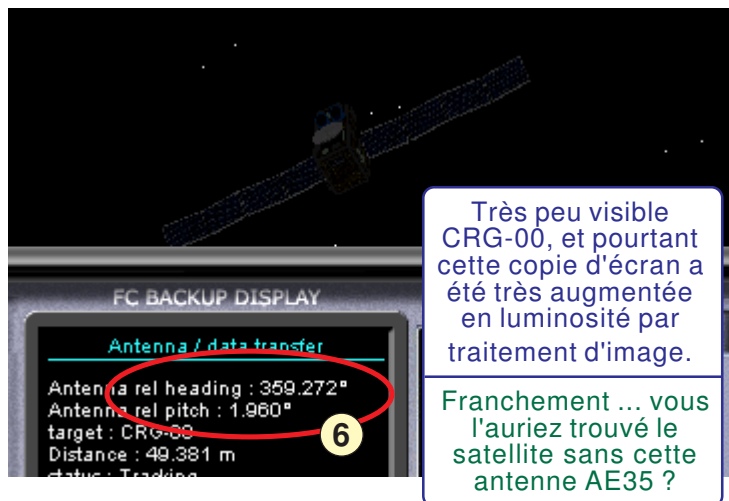 FC BACKUP DISPLAY
Antenna / data transfer
Antenna rel heading : 359.272°
Antenna rel pitch : 1.960°
target : CRG-00
Distance : 49.381 m
status : Tracking
6
Très peu visible
CRG-00, et pourtant
cette copie d'écran a
été très augmentée
en luminosité par
traitement d'image.
Franchement ... vous
l'auriez trouvé le
satellite sans cette
antenne AE35 ?